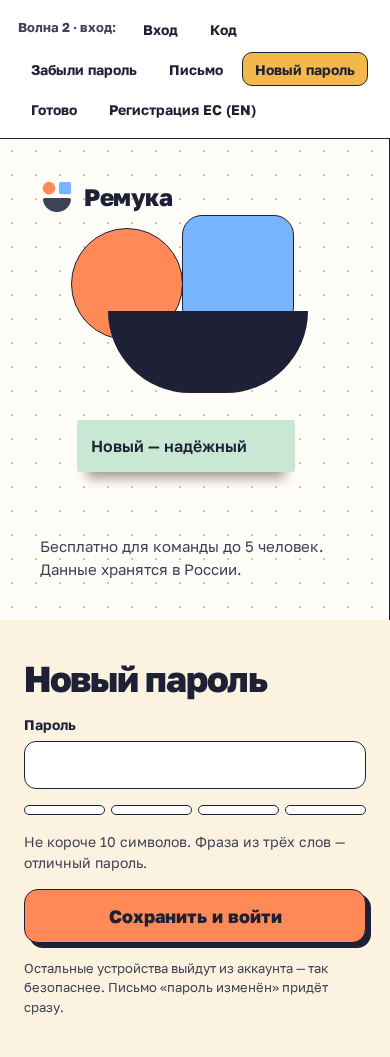 Волна 2 · вход: Вход Код
Забыли пароль Письмо Новый пароль
Готово Регистрация ЕС (EN)
Ремука
Новый — надёжный
Бесплатно для команды до 5 человек.
Данные хранятся в России.
Новый пароль
Пароль
Не короче 10 символов. Фраза из трёх слов —
отличный пароль.
Сохранить и войти
Остальные устройства выйдут из аккаунта — так
безопаснее. Письмо «пароль изменён» придёт
сразу.